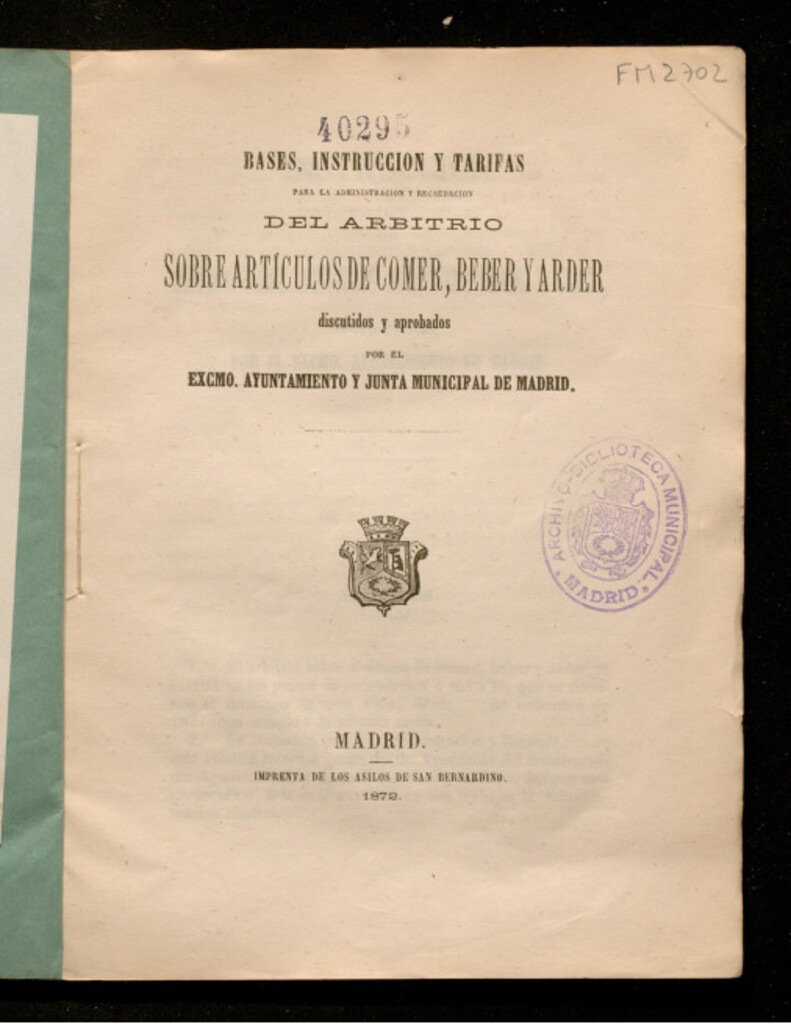 FM2702
40295
BASES, INSTRUCCION Y TARIFAS
PARA LA ADMINISTRACION Y RECAUDACION
DEL ARBITRIO
SOBRE ARTÍCULOS DE COMER, BEBER Y ARDER
discutidos y aprobados
POR EL
EXCMO. AYUNTAMIENTO Y JUNTA MUNICIPAL DE MADRID.
ARCHIVO-BIBLIOTECA MUNICIPAL
* MADRID. *
MADRID.
IMPRENTA DE LOS ASILOS DE SAN BERNARDINO.
1872.